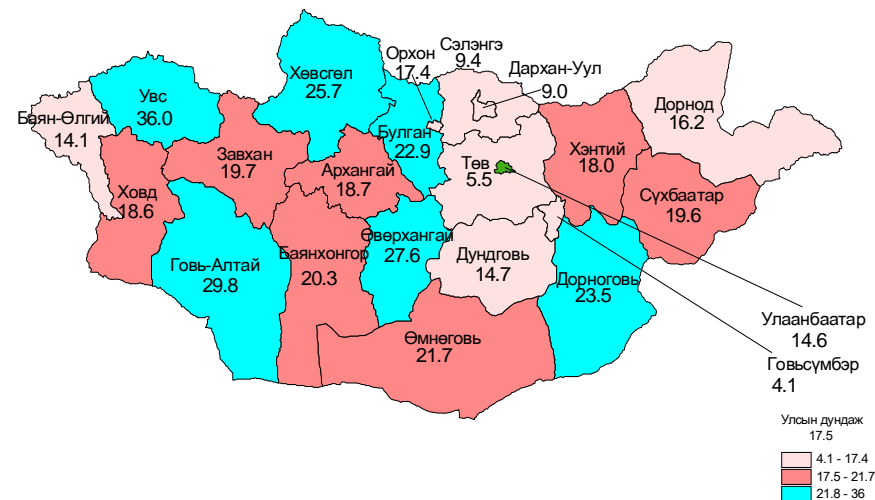 Сэлэнгэ
9.4
Орхон
17.4
Дархан-Уул
9.0
Хөвсгөл
25.7
Увс
36.0
Дорнод
16.2
Баян-Өлгий
14.1
Булган
22.9
Завхан
19.7
Архангай
18.7
Төв
5.5
Хэнтий
18.0
Ховд
18.6
Сүхбаатар
19.6
Өвөрхангай
27.6
Баянхонгор
20.3
Говь-Алтай
29.8
Дундговь
14.7
Дорноговь
23.5
Өмнөговь
21.7
Улаанбаатар
14.6
Говьсүмбэр
4.1
Улсын дундаж
17.5
4.1 - 17.4
17.5 - 21.7
21.8 - 36